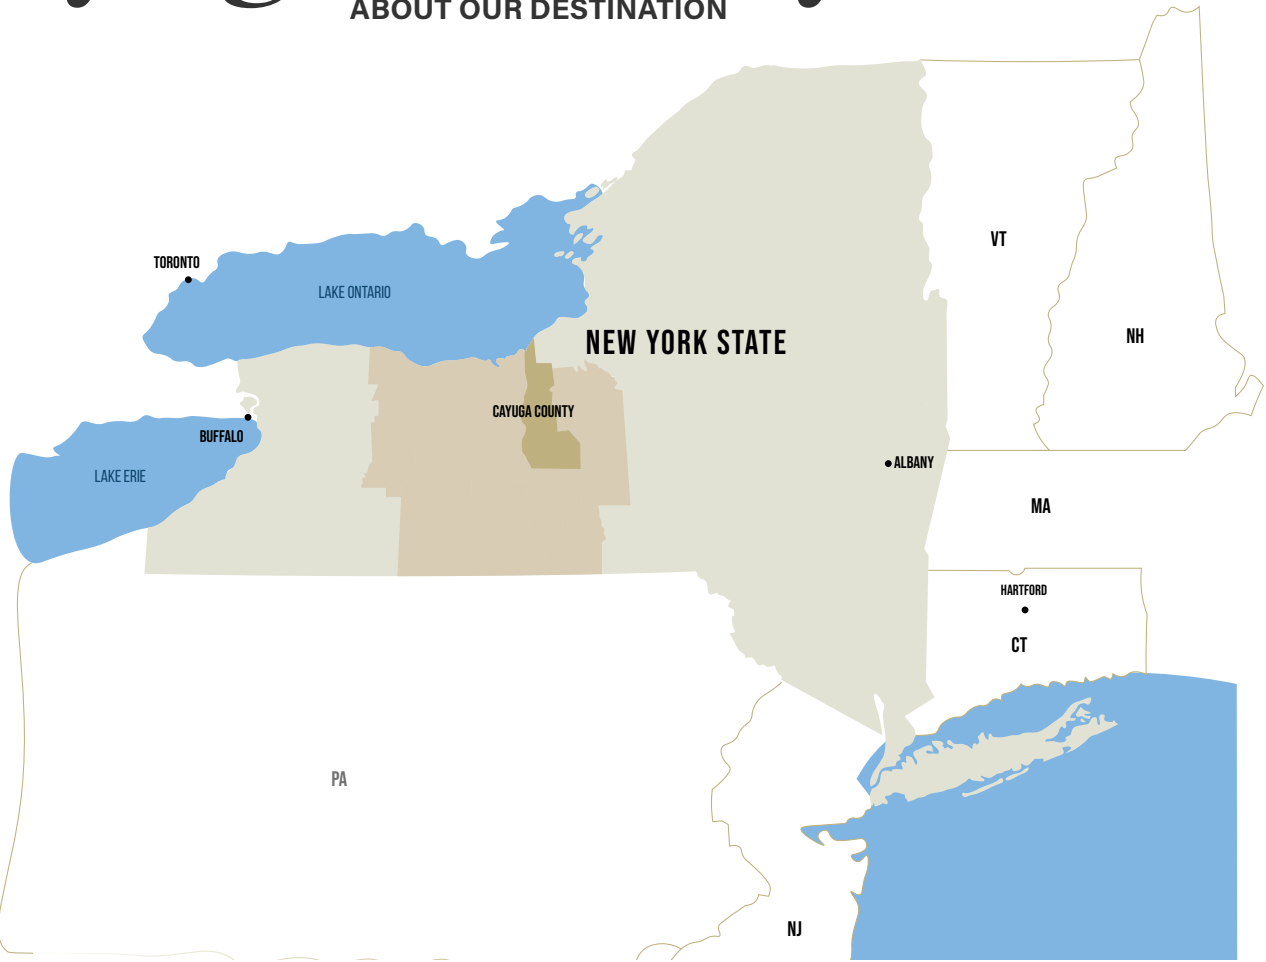 ABOUT OUR DESTINATION
TORONTO
LAKE ONTARIO
VT
NEW YORK STATE
NH
CAYUGA COUNTY
BUFFALO
ALBANY
LAKE ERIE
MA
HARTFORD
CT
PA
NJ